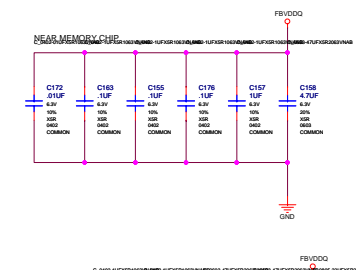 FBVDDQ
NEAR MEMORY CHIP
C172
.01UF
6.3V
10%
X5R
0402
COMMON
C163
.1UF
6.3V
10%
X5R
0402
COMMON
C155
.1UF
6.3V
10%
X5R
0402
COMMON
C176
.1UF
6.3V
10%
X5R
0402
COMMON
C157
1UF
6.3V
10%
X5R
0402
COMMON
C158
4.7UF
6.3V
20%
X5R
0603
COMMON
GND
FBVDDQ